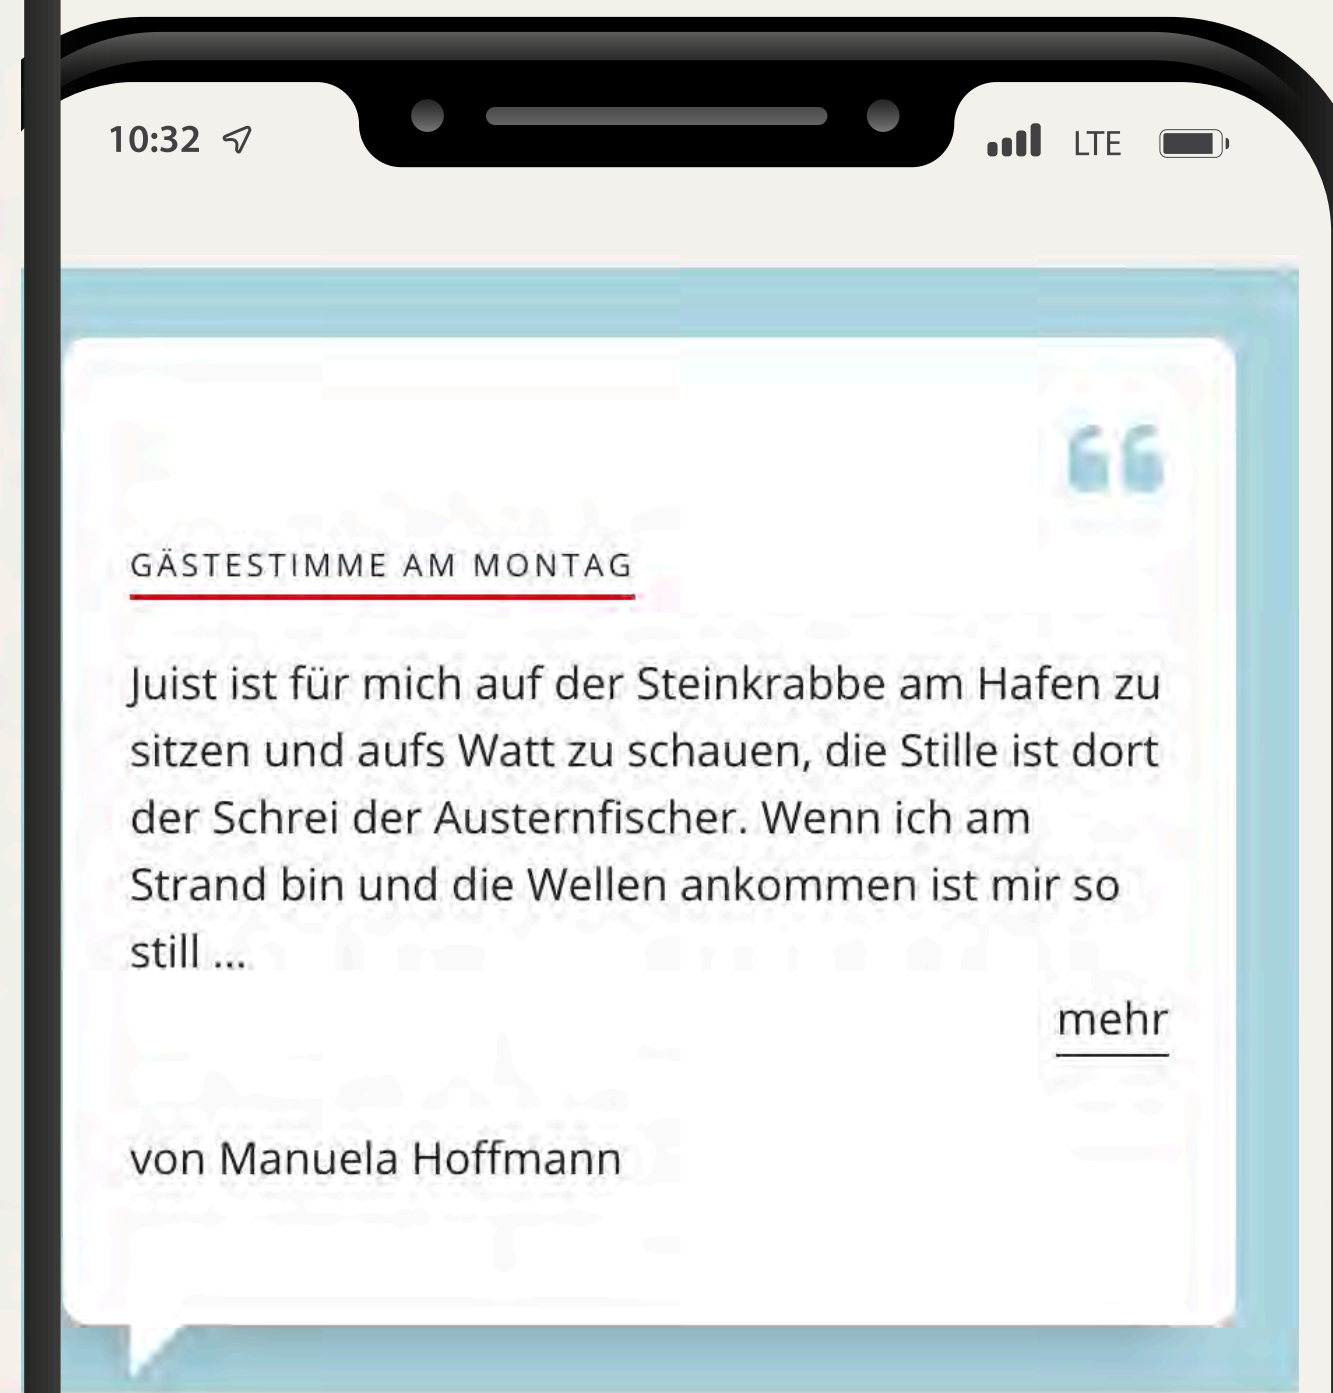 10:32 LTE
“
GÄSTESTIMME AM MONTAG
Juist ist für mich auf der Steinkrabbe am Hafen zu
sitzen und aufs Watt zu schauen, die Stille ist dort
der Schrei der Austernfischer. Wenn ich am
Strand bin und die Wellen ankommen ist mir so
still ...
mehr
von Manuela Hoffmann